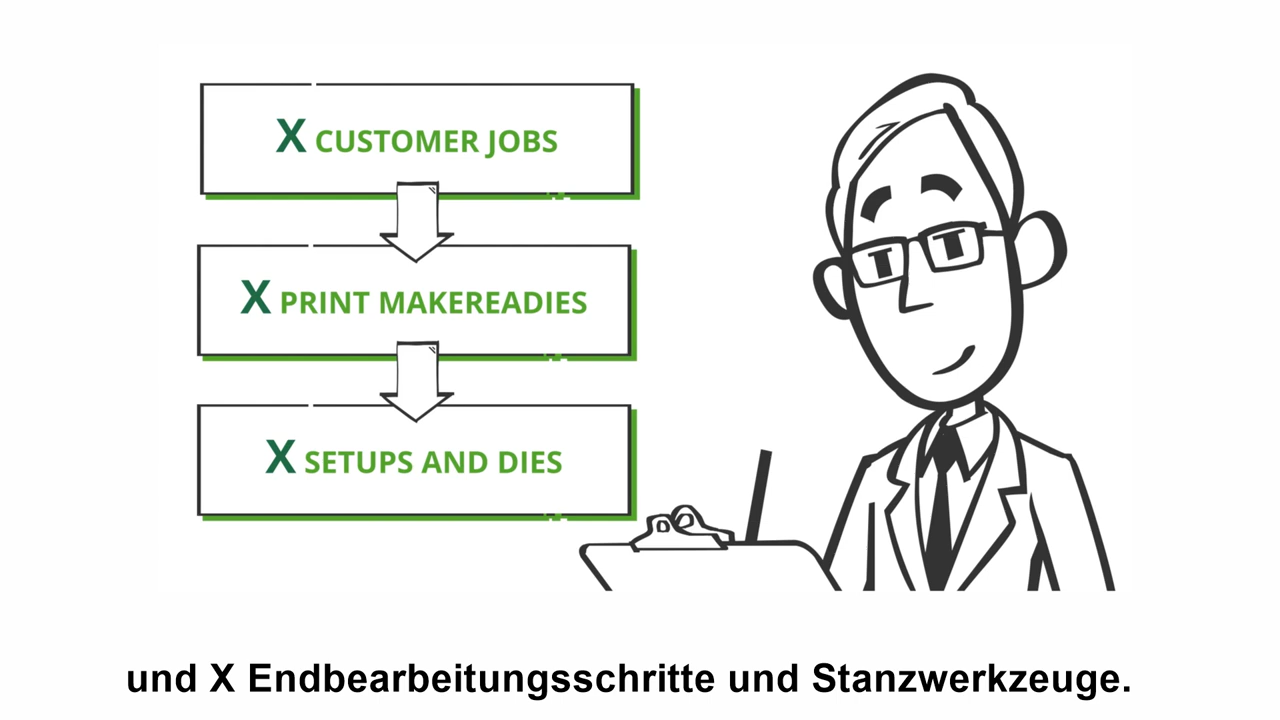 X CUSTOMER JOBS
X PRINT MAKEREADIES
X SETUPS AND DIES
und X Endbearbeitungsschritte und Stanzwerkzeuge.